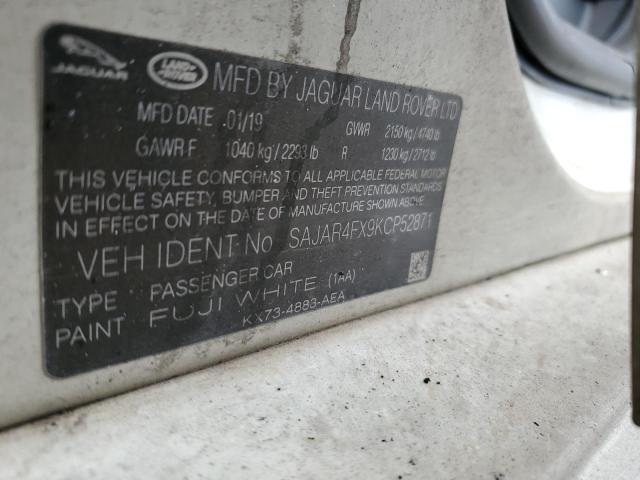 JAGUAR LAND ROVER MFD BY JAGUAR LAND ROVER LTD
MFD DATE 01/19 GVWR 2150 kg / 4740 lb
GAWR F 1040 kg / 2293 lb R 1230 kg / 2712 lb
THIS VEHICLE CONFORMS TO ALL APPLICABLE FEDERAL MOTOR
VEHICLE SAFETY, BUMPER AND THEFT PREVENTION STANDARDS
IN EFFECT ON THE DATE OF MANUFACTURE SHOWN ABOVE
VEH IDENT No SAJAR4FX9KCP52871
TYPE PASSENGER CAR
PAINT FUJI WHITE (1AA)
KX73-4883-AEA